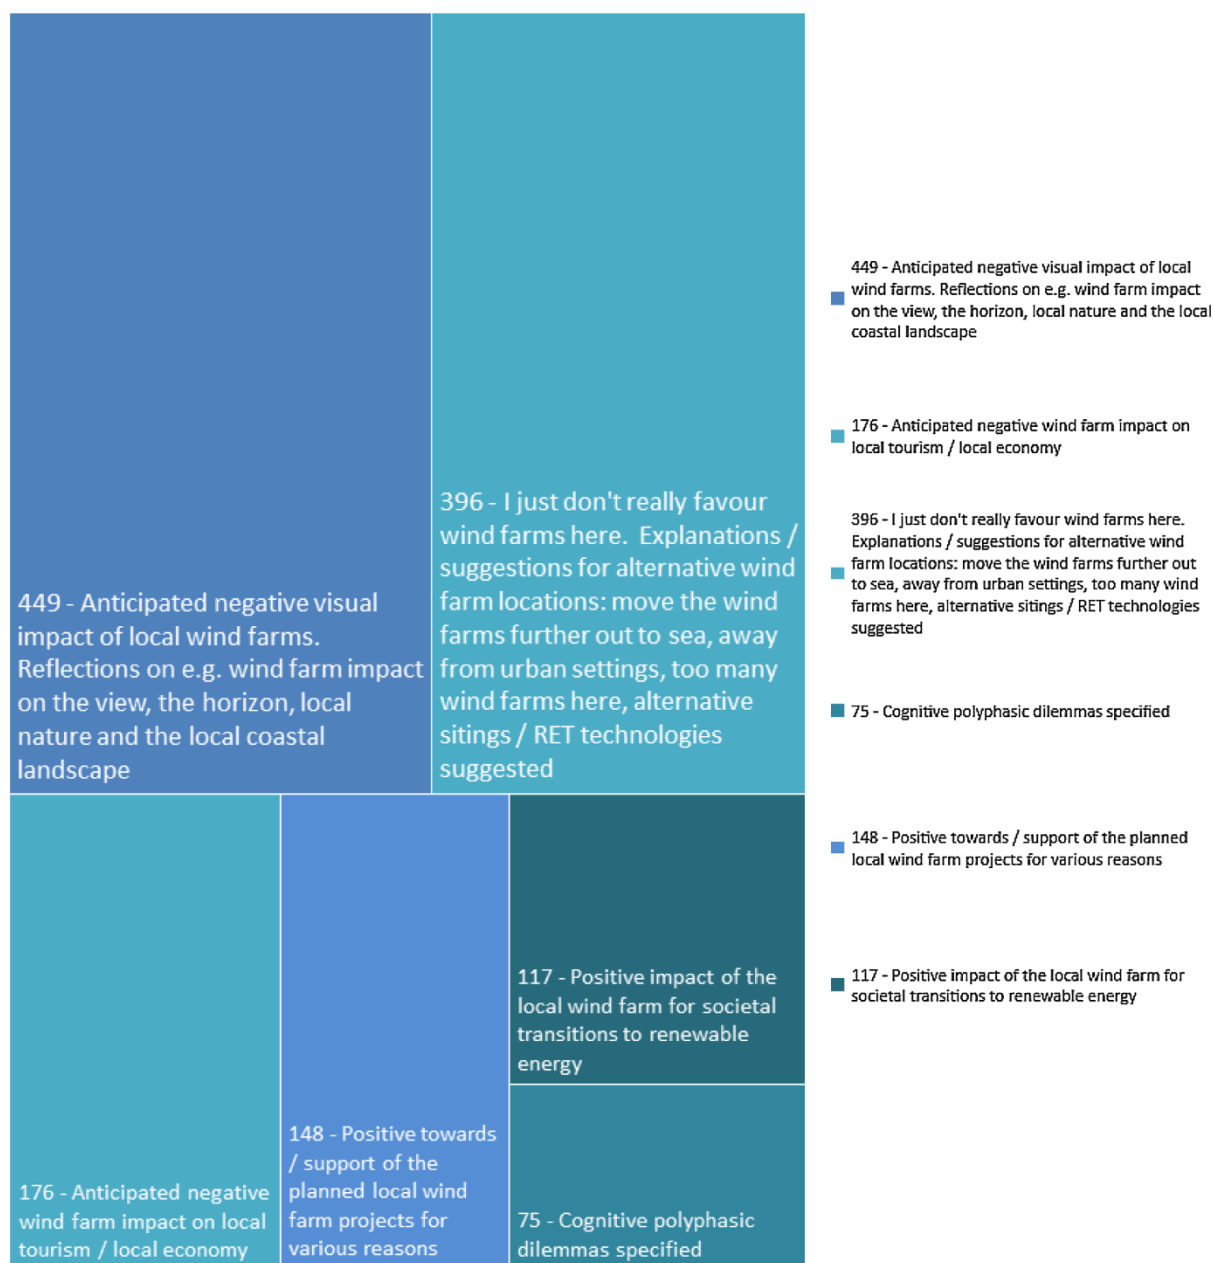 449 - Anticipated negative visual
impact of local wind farms.
Reflections on e.g. wind farm impact
on the view, the horizon, local
nature and the local coastal
landscape
396 - I just don't really favour
wind farms here.  Explanations /
suggestions for alternative wind
farm locations: move the wind
farms further out to sea, away
from urban settings, too many
wind farms here, alternative
sitings / RET technologies
suggested
176 - Anticipated negative
wind farm impact on local
tourism / local economy
148 - Positive towards
/ support of the
planned local wind
farm projects for
various reasons
117 - Positive impact of the
local wind farm for societal
transitions to renewable
energy
75 - Cognitive polyphasic
dilemmas specified
449 - Anticipated negative visual impact of local
wind farms. Reflections on e.g. wind farm impact
on the view, the horizon, local nature and the local
coastal landscape
176 - Anticipated negative wind farm impact on
local tourism / local economy
396 - I just don't really favour wind farms here.
Explanations / suggestions for alternative wind
farm locations: move the wind farms further out
to sea, away from urban settings, too many wind
farms here, alternative sitings / RET technologies
suggested
75 - Cognitive polyphasic dilemmas specified
148 - Positive towards / support of the planned
local wind farm projects for various reasons
117 - Positive impact of the local wind farm for
societal transitions to renewable energy